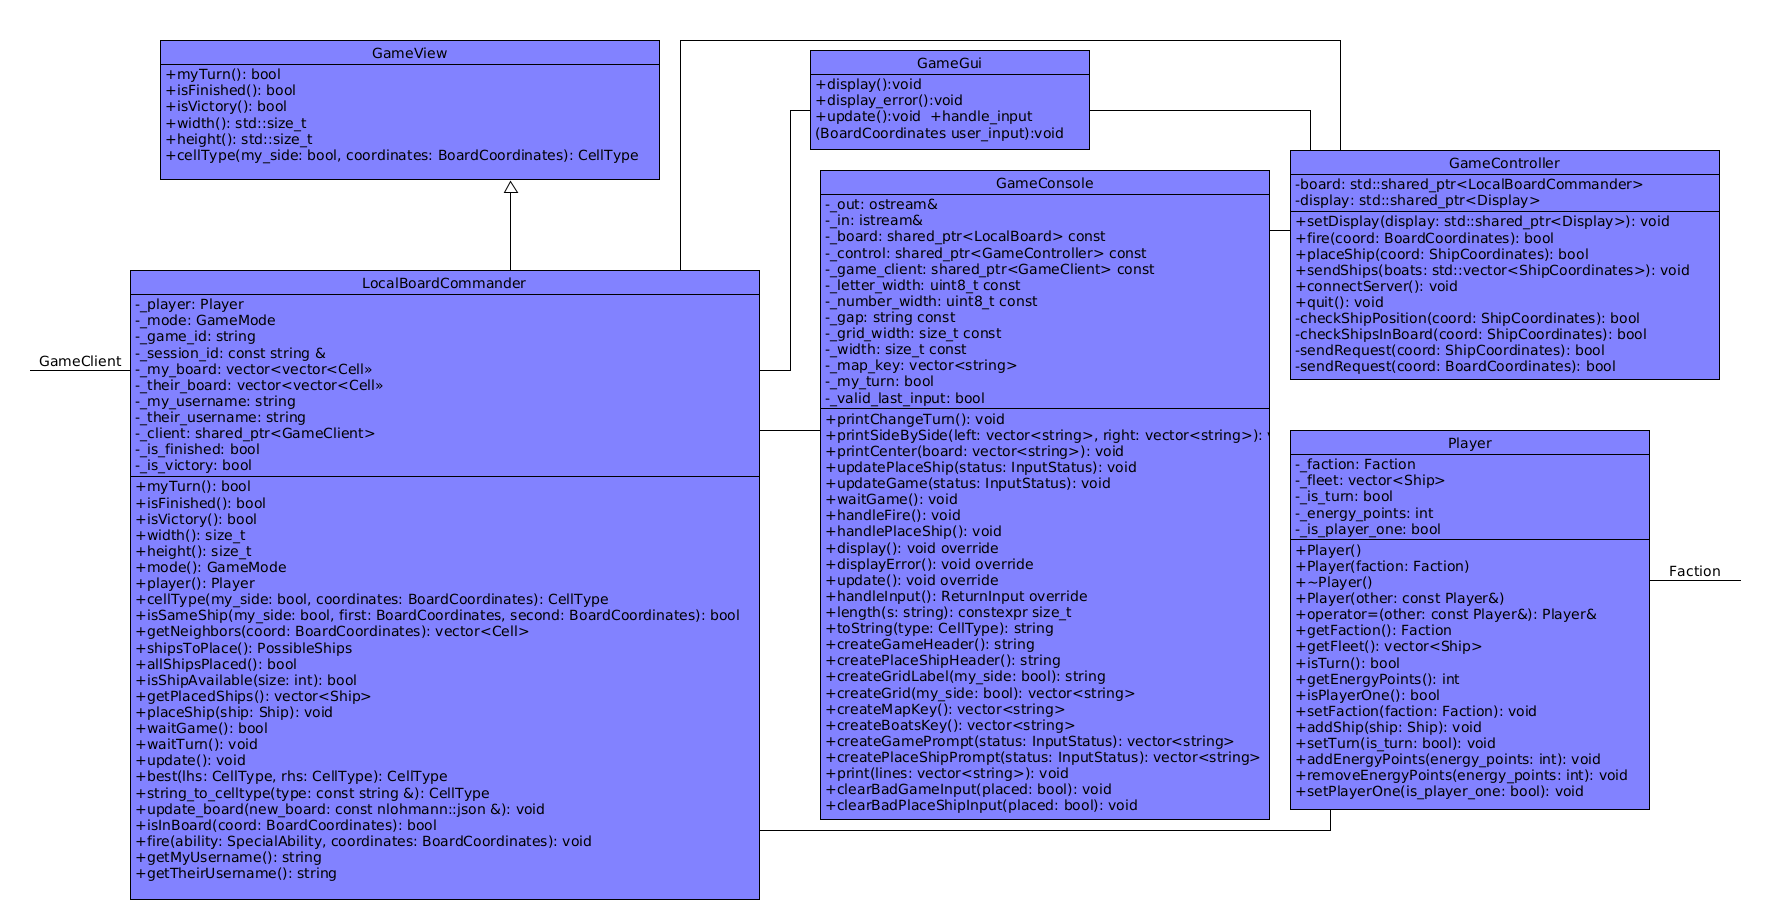 GameView
+myTurn(): bool
+isFinished(): bool
+isVictory(): bool
+width(): std::size_t
+height(): std::size_t
+cellType(my_side: bool, coordinates: BoardCoordinates): CellType
GameGui
+display():void
+display_error():void
+update():void  +handle_input
(BoardCoordinates user_input):void
GameController
-board: std::shared_ptr<LocalBoardCommander>
-display: std::shared_ptr<Display>
+setDisplay(display: std::shared_ptr<Display>): void
+fire(coord: BoardCoordinates): bool
+placeShip(coord: ShipCoordinates): bool
+sendShips(boats: std::vector<ShipCoordinates>): void
+connectServer(): void
+quit(): void
-checkShipPosition(coord: ShipCoordinates): bool
-checkShipsInBoard(coord: ShipCoordinates): bool
-sendRequest(coord: ShipCoordinates): bool
-sendRequest(coord: BoardCoordinates): bool
GameConsole
-_out: ostream&
-_in: istream&
-_board: shared_ptr<LocalBoard> const
-_control: shared_ptr<GameController> const
-_game_client: shared_ptr<GameClient> const
-_letter_width: uint8_t const
-_number_width: uint8_t const
-_gap: string const
-_grid_width: size_t const
-_width: size_t const
-_map_key: vector<string>
-_my_turn: bool
-_valid_last_input: bool
+printChangeTurn(): void
+printSideBySide(left: vector<string>, right: vector<string>):
+printCenter(board: vector<string>): void
+updatePlaceShip(status: InputStatus): void
+updateGame(status: InputStatus): void
+waitGame(): void
+handleFire(): void
+handlePlaceShip(): void
+display(): void override
+displayError(): void override
+update(): void override
+handleInput(): ReturnInput override
+length(s: string): constexpr size_t
+toString(type: CellType): string
+createGameHeader(): string
+createPlaceShipHeader(): string
+createGridLabel(my_side: bool): string
+createGrid(my_side: bool): vector<string>
+createMapKey(): vector<string>
+createBoatsKey(): vector<string>
+createGamePrompt(status: InputStatus): vector<string>
+createPlaceShipPrompt(status: InputStatus): vector<string>
+print(lines: vector<string>): void
+clearBadGameInput(placed: bool): void
+clearBadPlaceShipInput(placed: bool): void
GameClient
LocalBoardCommander
-_player: Player
-_mode: GameMode
-_game_id: string
-_session_id: const string &
-_my_board: vector<vector<Cell»
-_their_board: vector<vector<Cell»
-_my_username: string
-_their_username: string
-_client: shared_ptr<GameClient>
-_is_finished: bool
-_is_victory: bool
+myTurn(): bool
+isFinished(): bool
+isVictory(): bool
+width(): size_t
+height(): size_t
+mode(): GameMode
+player(): Player
+cellType(my_side: bool, coordinates: BoardCoordinates): CellType
+isSameShip(my_side: bool, first: BoardCoordinates, second: BoardCoordinates): bool
+getNeighbors(coord: BoardCoordinates): vector<Cell>
+shipsToPlace(): PossibleShips
+allShipsPlaced(): bool
+isShipAvailable(size: int): bool
+getPlacedShips(): vector<Ship>
+placeShip(ship: Ship): void
+waitGame(): bool
+waitTurn(): void
+update(): void
+best(lhs: CellType, rhs: CellType): CellType
+string_to_celltype(type: const string &): CellType
+update_board(new_board: const nlohmann::json &): void
+isInBoard(coord: BoardCoordinates): bool
+fire(ability: SpecialAbility, coordinates: BoardCoordinates): void
+getMyUsername(): string
+getTheirUsername(): string
Player
-_faction: Faction
-_fleet: vector<Ship>
-_is_turn: bool
-_energy_points: int
-_is_player_one: bool
+Player()
+Player(faction: Faction)
+~Player()
+Player(other: const Player&)
+operator=(other: const Player&): Player&
+getFaction(): Faction
+getFleet(): vector<Ship>
+isTurn(): bool
+getEnergyPoints(): int
+isPlayerOne(): bool
+setFaction(faction: Faction): void
+addShip(ship: Ship): void
+setTurn(is_turn: bool): void
+addEnergyPoints(energy_points: int): void
+removeEnergyPoints(energy_points: int): void
+setPlayerOne(is_player_one: bool): void
Faction